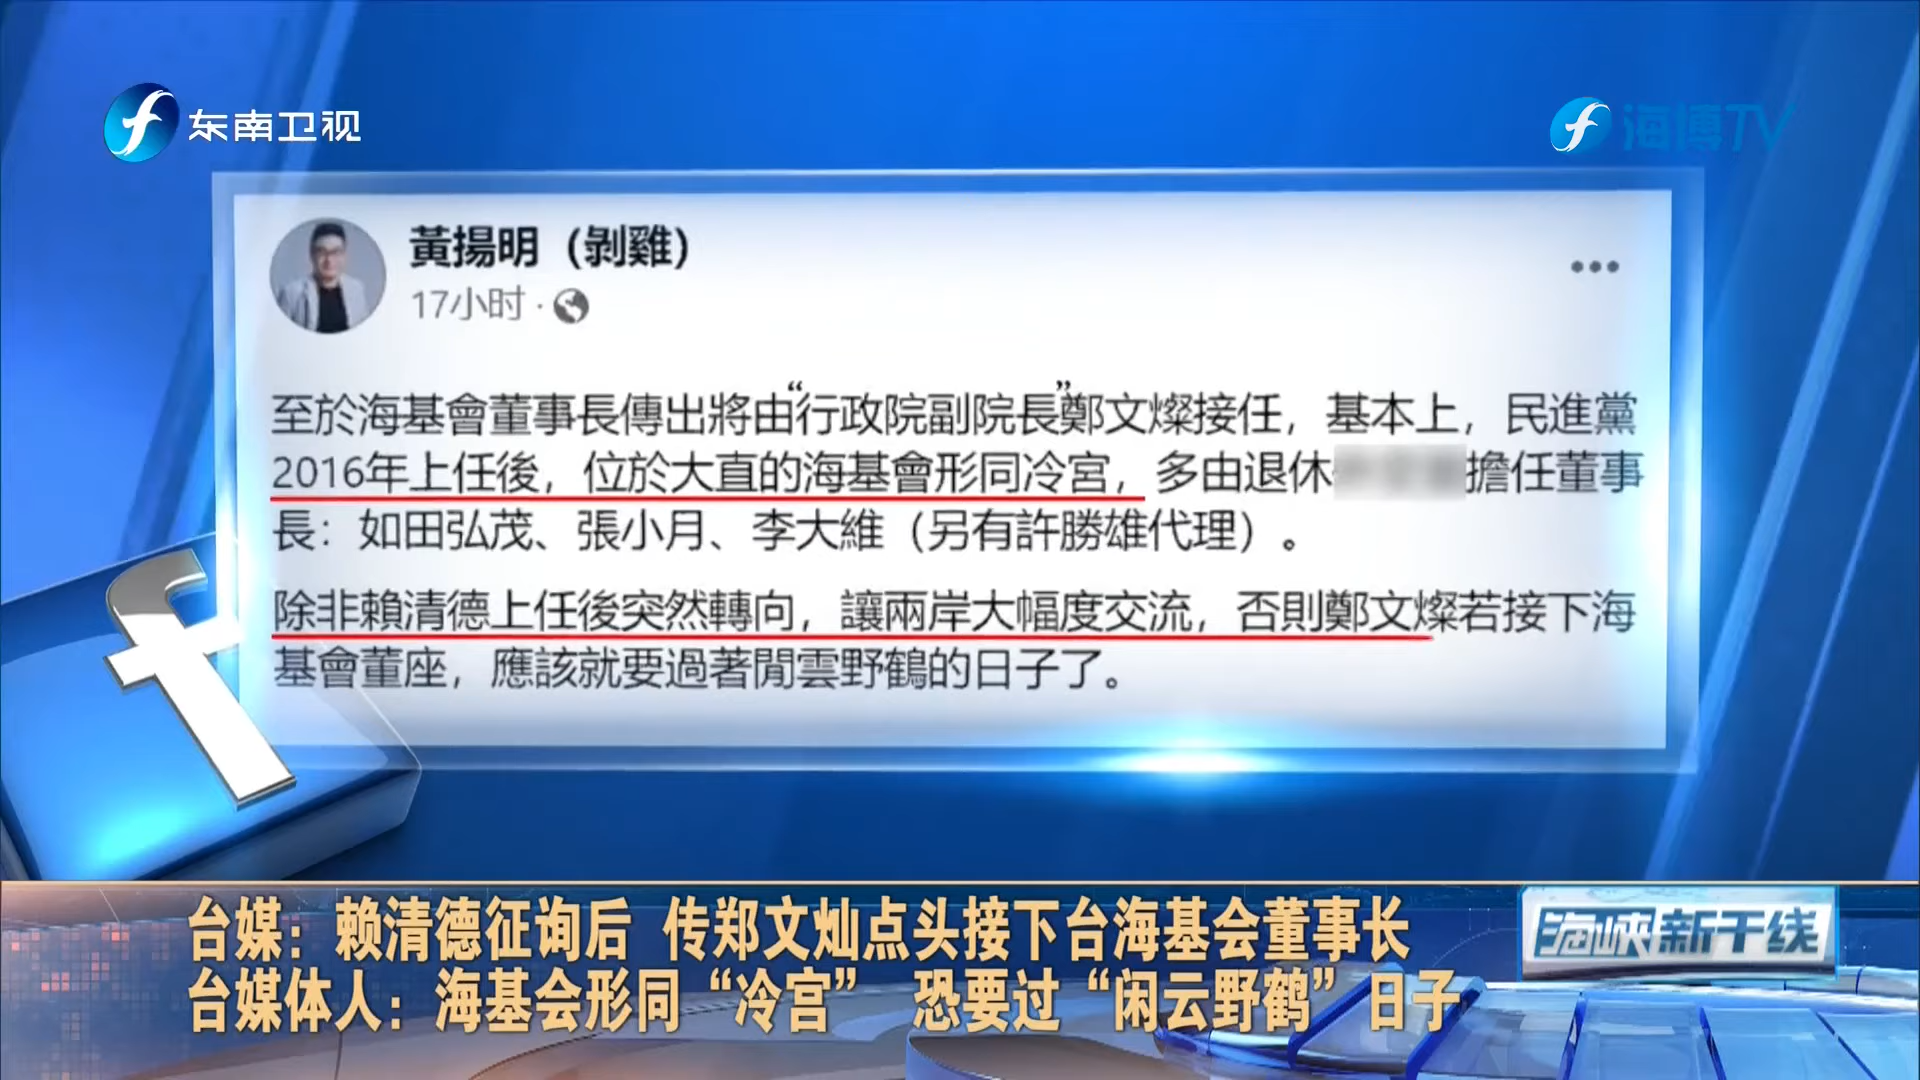 东南卫视
海博TV
黃揚明（剝雞）
17小时 ·
至於海基會董事長傳出將由“行政院副院長”鄭文燦接任，基本上，民進黨
2016年上任後，位於大直的海基會形同冷宮，多由退休擔任董事
長：如田弘茂、張小月、李大維（另有許勝雄代理）。
除非賴清德上任後突然轉向，讓兩岸大幅度交流，否則鄭文燦若接下海
基會董座，應該就要過著閒雲野鶴的日子了。
台媒：赖清德征询后 传郑文灿点头接下台海基会董事长
台媒体人：海基会形同“冷宫” 恐要过“闲云野鹤”日子
海峡新干线